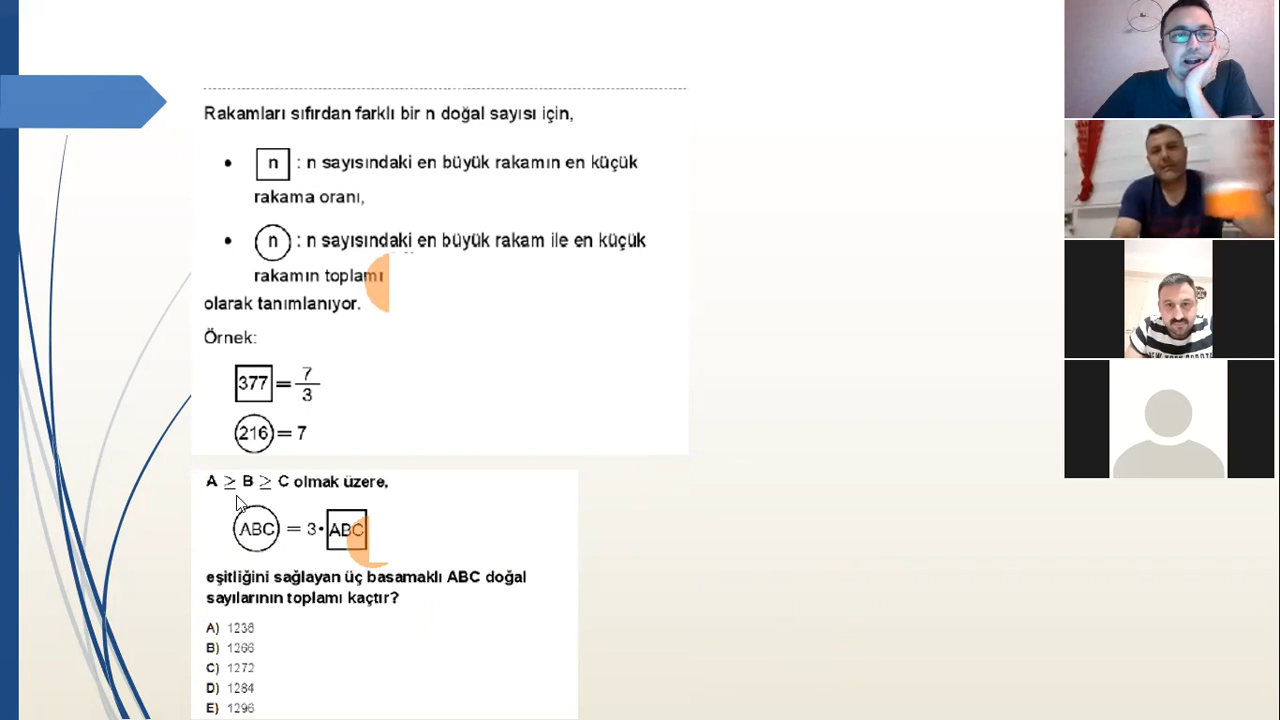 Rakamları sıfırdan farklı bir n doğal sayısı için,
• n : n sayısındaki en büyük rakamın en küçük
rakama oranı,
• n : n sayısındaki en büyük rakam ile en küçük
rakamın toplamı
olarak tanımlanıyor.
Örnek:
377 = 7/3
216 = 7
A ≥ B ≥ C olmak üzere,
ABC = 3 • ABC
eşitliğini sağlayan üç basamaklı ABC doğal
sayılarının toplamı kaçtır?
A) 1236
B) 1266
C) 1272
D) 1284
E) 1296